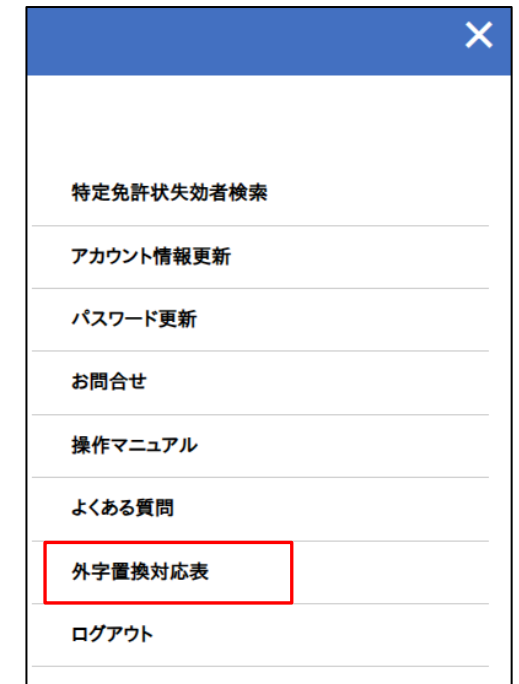 特定免許状失効者検索
アカウント情報更新
パスワード更新
お問合せ
操作マニュアル
よくある質問
外字置換対応表
ログアウト